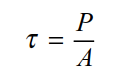 τ = P/A